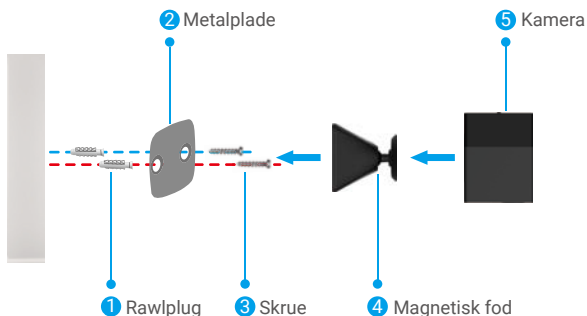 2 Metalplade
5 Kamera
1 Rawlplug
3 Skrue
4 Magnetisk fod